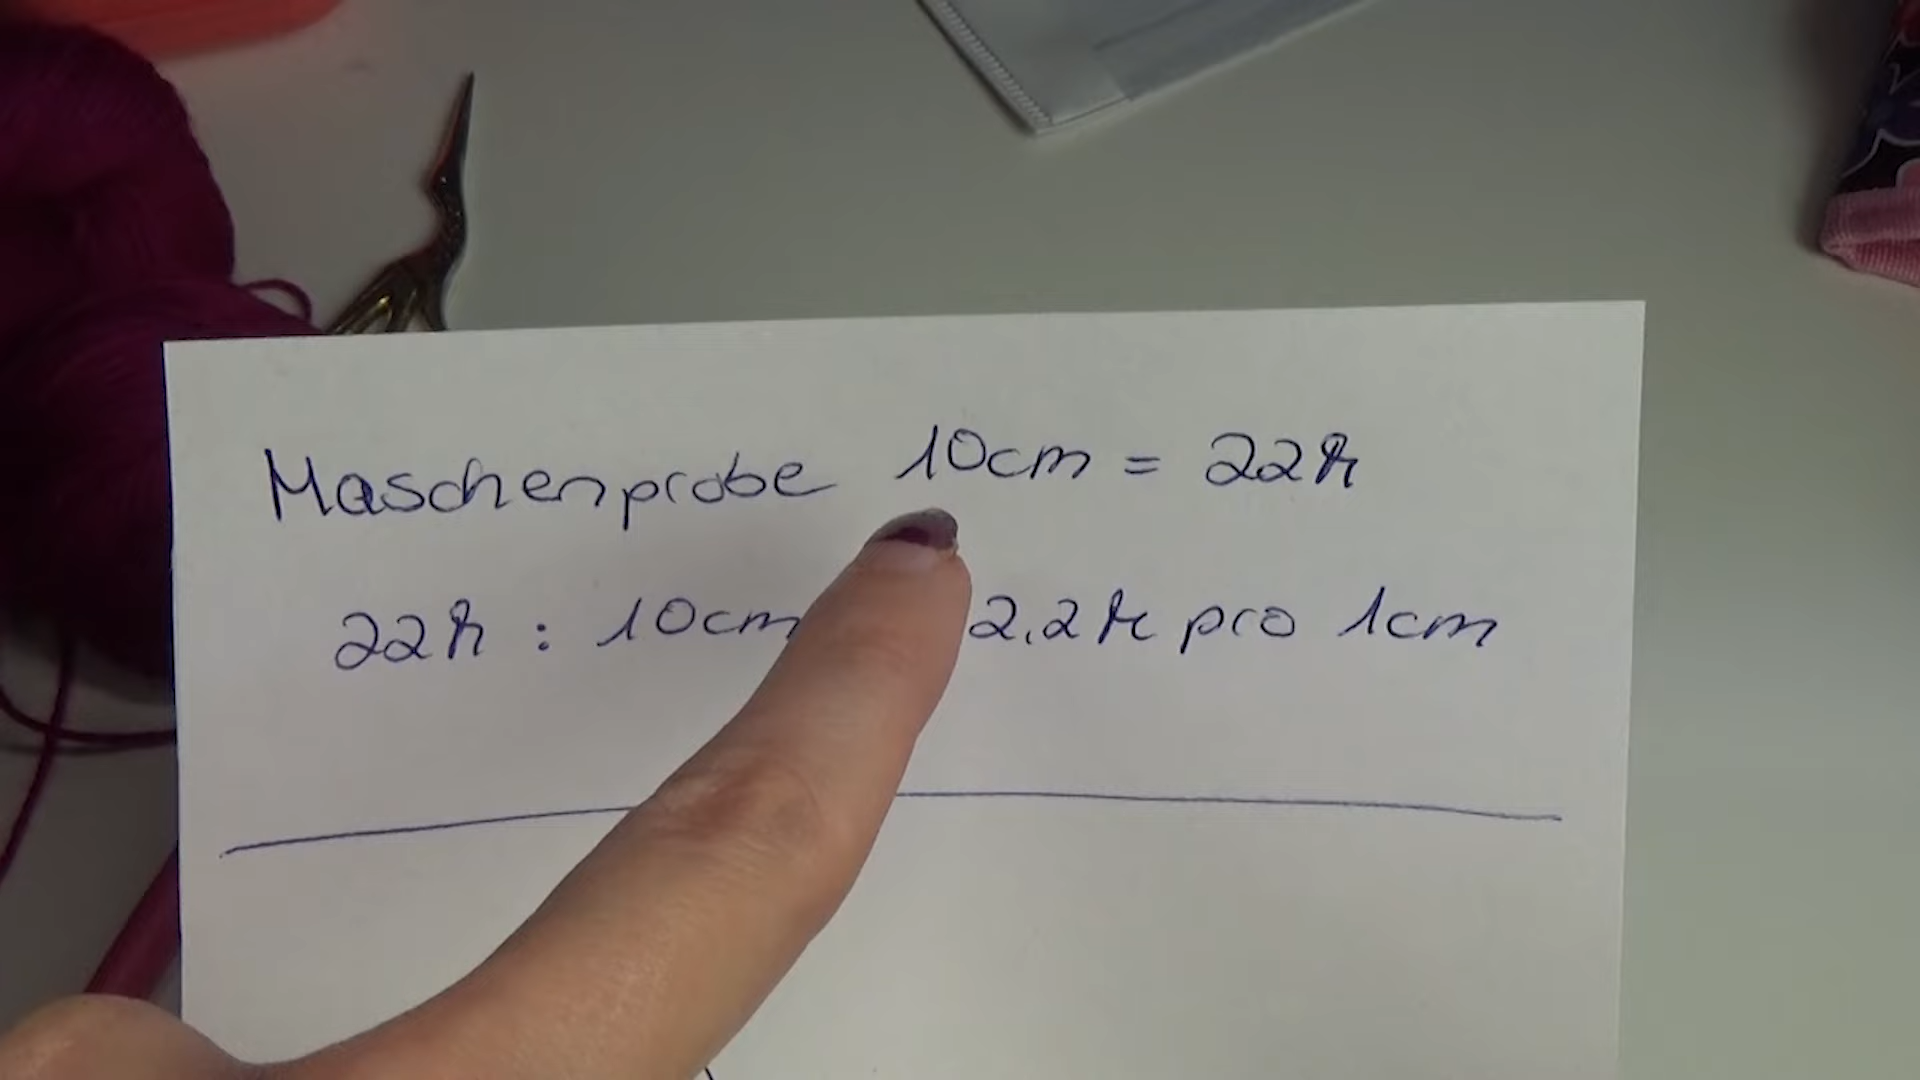 Maschenprobe 10cm = 22R
22R : 10cm 2.2R pro 1cm